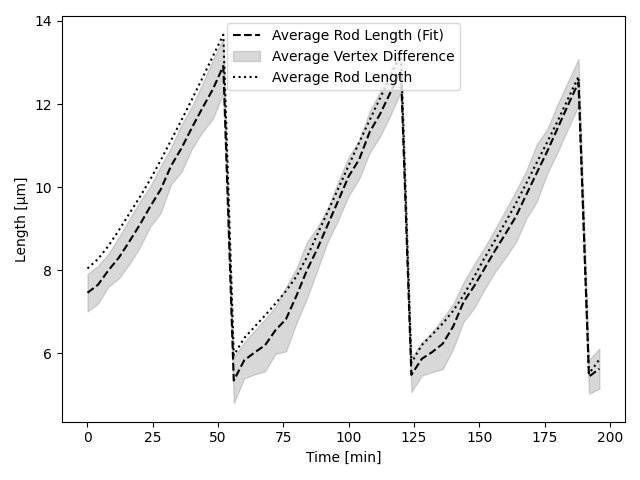 14
12
10
8
6
Length [μm]
Average Rod Length (Fit)
Average Vertex Difference
Average Rod Length
0
25
50
75
100
125
150
175
200
Time [min]